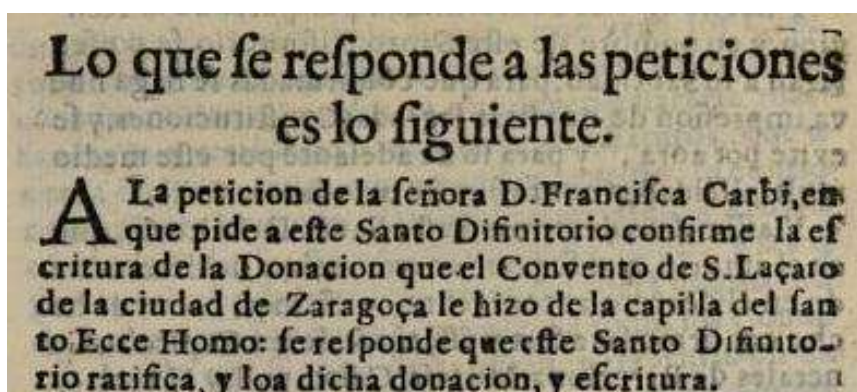 Lo que ſe reſponde a las peticiones
es lo ſiguiente.
A La peticion de la ſeñora D. Franciſca Carbi, en
que pide a eſte Santo Difinitorio confirme la eſ
critura de la Donacion que el Convento de S. Laçaro
de la ciudad de Zaragoça le hizo de la capilla del ſan
to Ecce Homo: ſe reſponde que eſte Santo Difinito-
rio ratifica, y loa dicha donacion, y eſcritura.